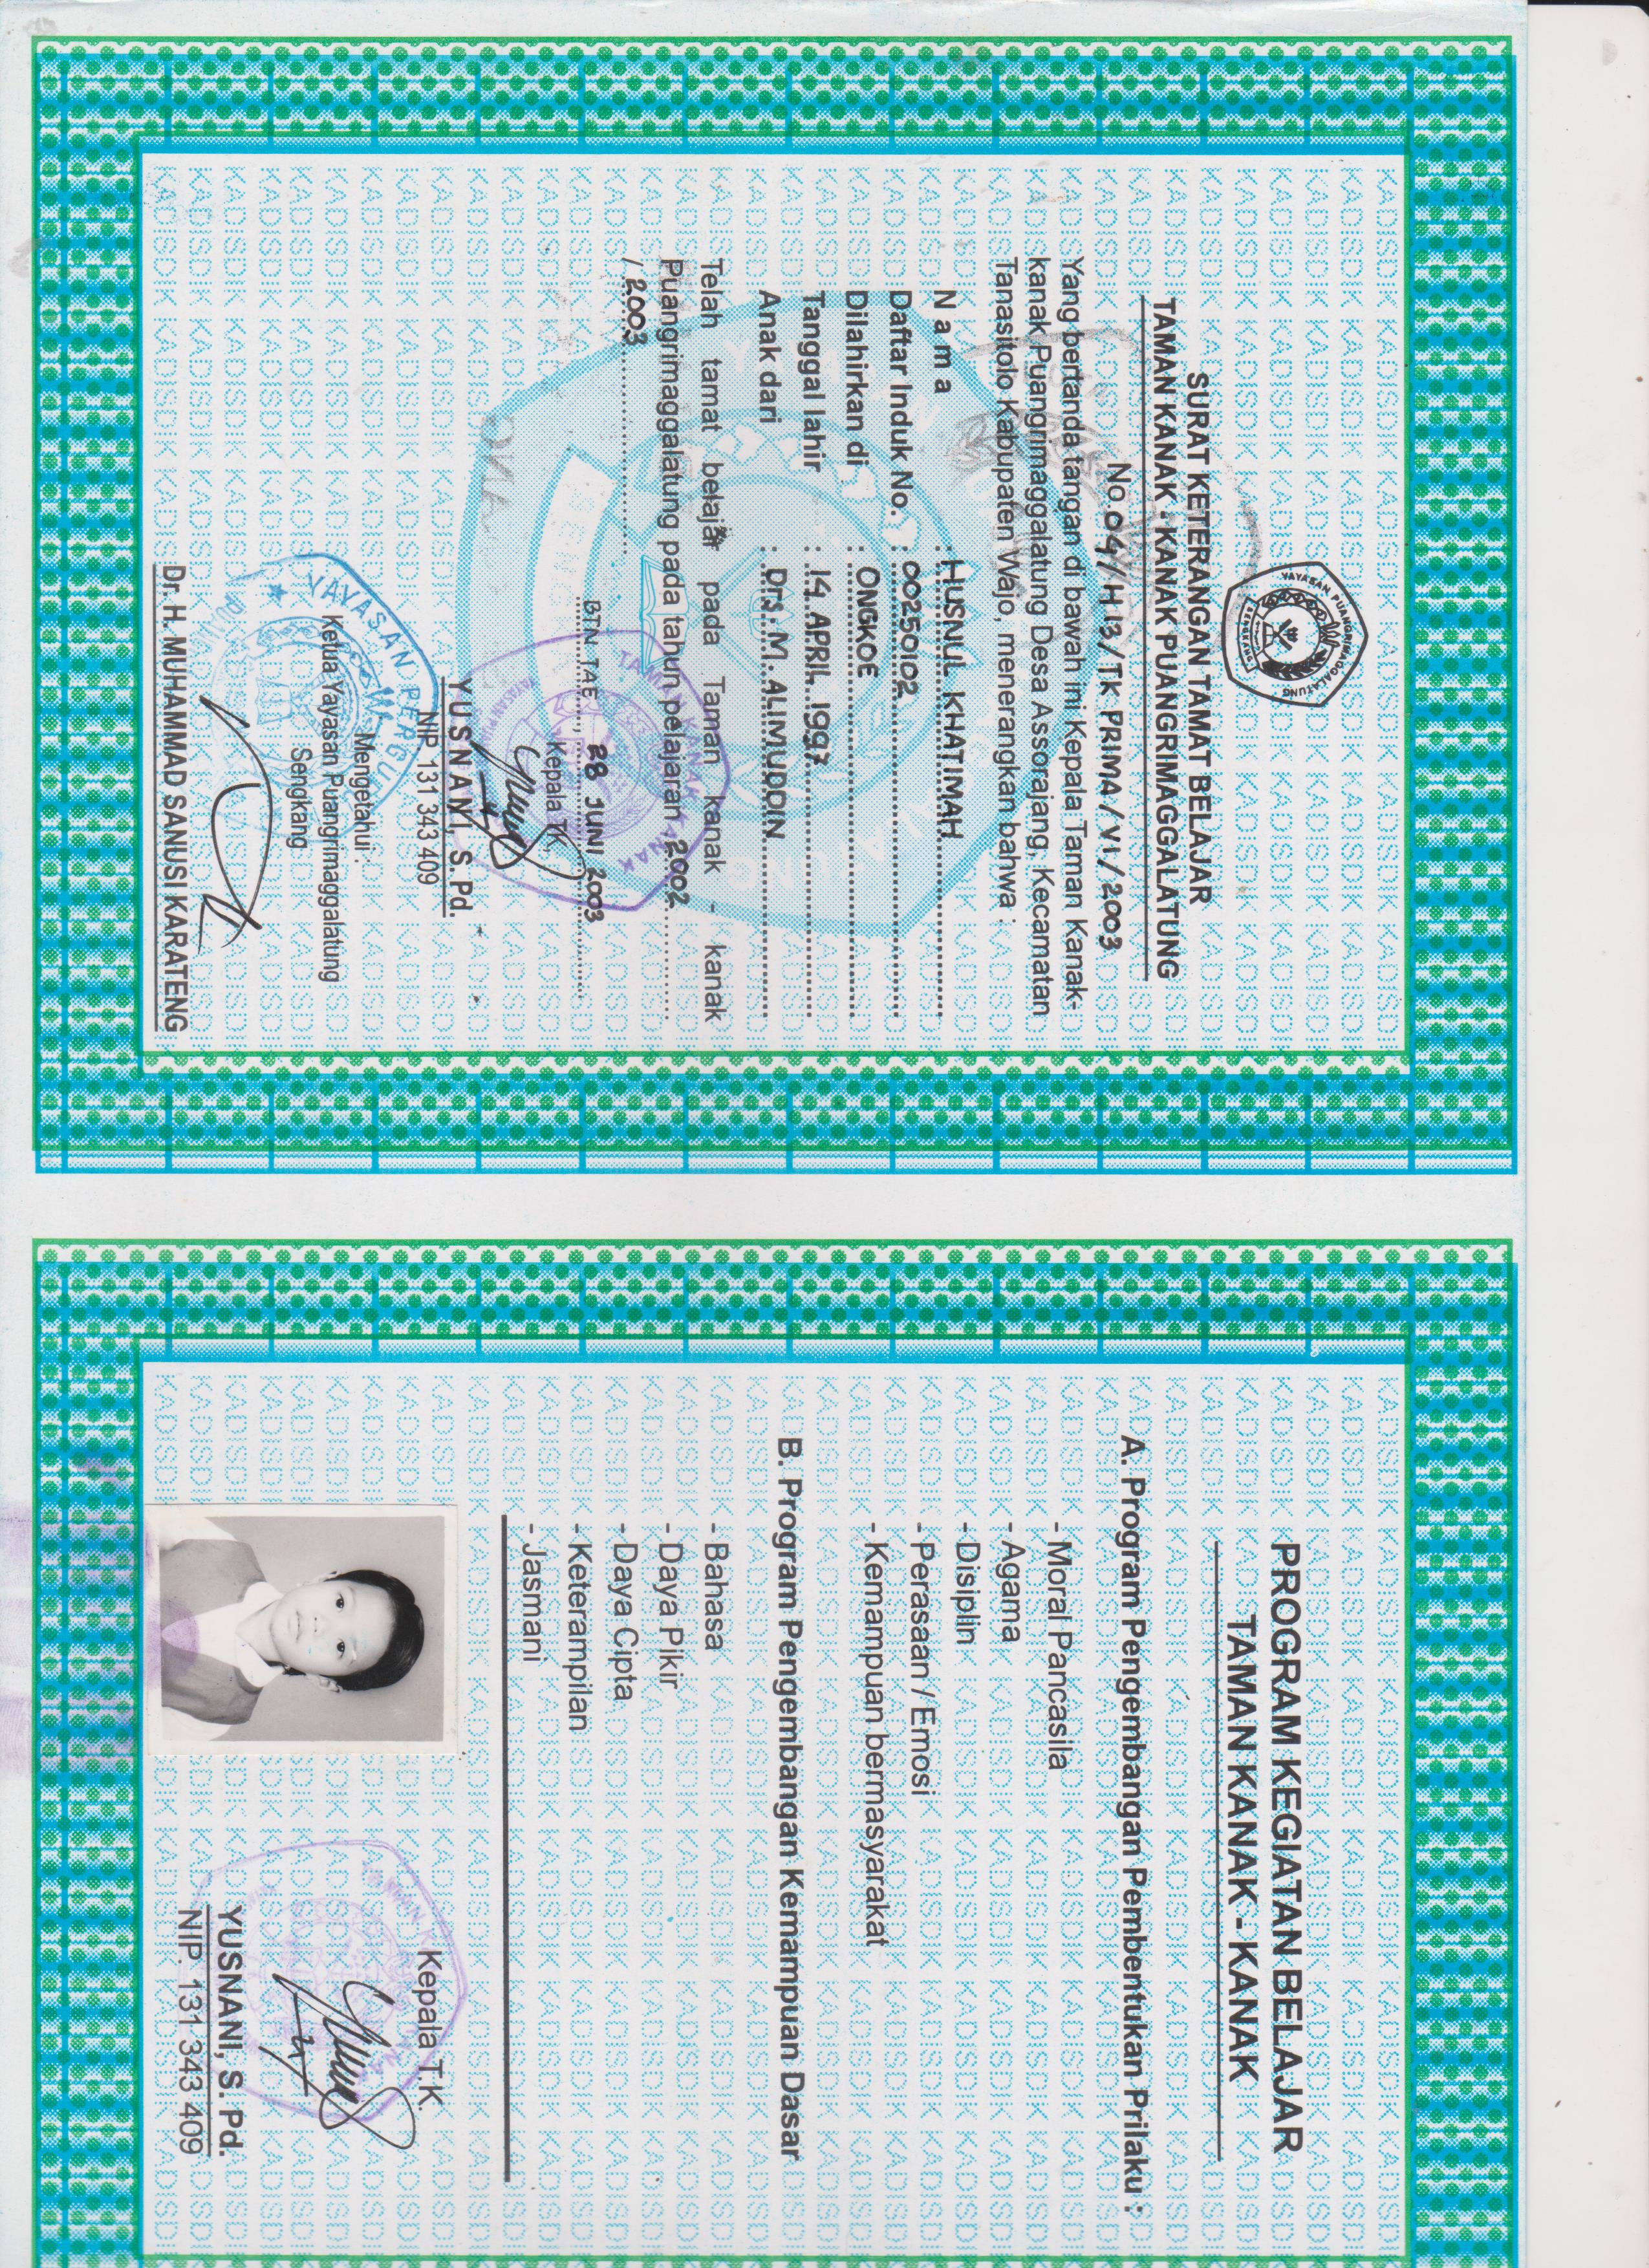 YAYASAN PUANGRIMAGGALATUNG
SURAT KETERANGAN TAMAT BELAJAR
TAMAN KANAK - KANAK PUANGRIMAGGALATUNG
No.04/H13/TK PRIMA/VI/2003
Yang bertanda tangan di bawah ini Kepala Taman Kanak-
kanak Puangrimaggalatung Desa Assorajang, Kecamatan
Tanasitolo Kabupaten Wajo, menerangkan bahwa :
N a m a : HUSNUL KHATIMAH
Daftar Induk No. : 00250102
Dilahirkan di : ONGKOE
Tanggal lahir : 14 APRIL 1997
Anak dari : Drs. M. ALIMUDDIN
Telah tamat belajar pada Taman kanak - kanak
Puangrimaggalatung pada tahun pelajaran 2002
/ 2003
BTN TAE, 28 JUNI 2003
Kepala TK,
YUSNANI, S. Pd.
NIP 131 343 409
Mengetahui :
Ketua Yayasan Puangrimaggalatung
Sengkang
Dr. H. MUHAMMAD SANUSI KARATENG
PROGRAM KEGIATAN BELAJAR
TAMAN KANAK - KANAK
A. Program Pengembangan Pembentukan Prilaku :
- Moral Pancasila
- Agama
- Disiplin
- Perasaan / Emosi
- Kemampuan bermasyarakat
B. Program Pengembangan Kemampuan Dasar
- Bahasa
- Daya Pikir
- Daya Cipta
- Keterampilan
- Jasmani
Kepala T.K.
YUSNANI, S. Pd.
NIP. 131 343 409